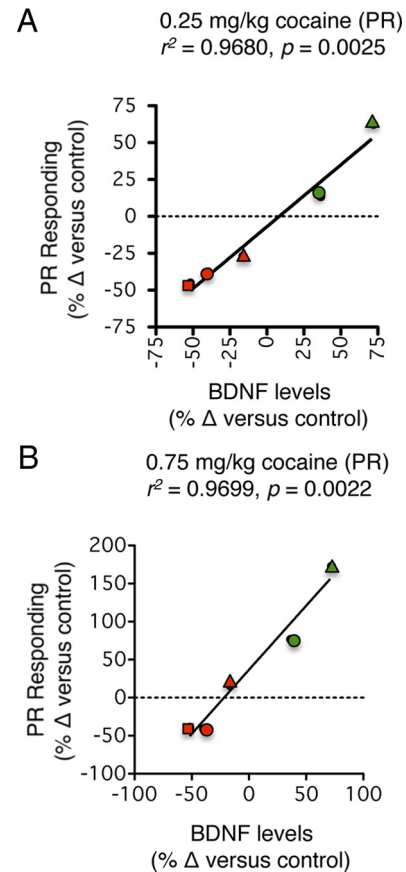 A
0.25 mg/kg cocaine (PR)
r² = 0.9680, p = 0.0025
PR Responding
(% Δ versus control)
75
50
25
0
-25
-50
-75
-75
-50
-25
0
25
50
75
BDNF levels
(% Δ versus control)
B
0.75 mg/kg cocaine (PR)
r² = 0.9699, p = 0.0022
PR Responding
(% Δ versus control)
200
150
100
50
0
-50
-100
-100 -50 0 50 100
BDNF levels
(% Δ versus control)